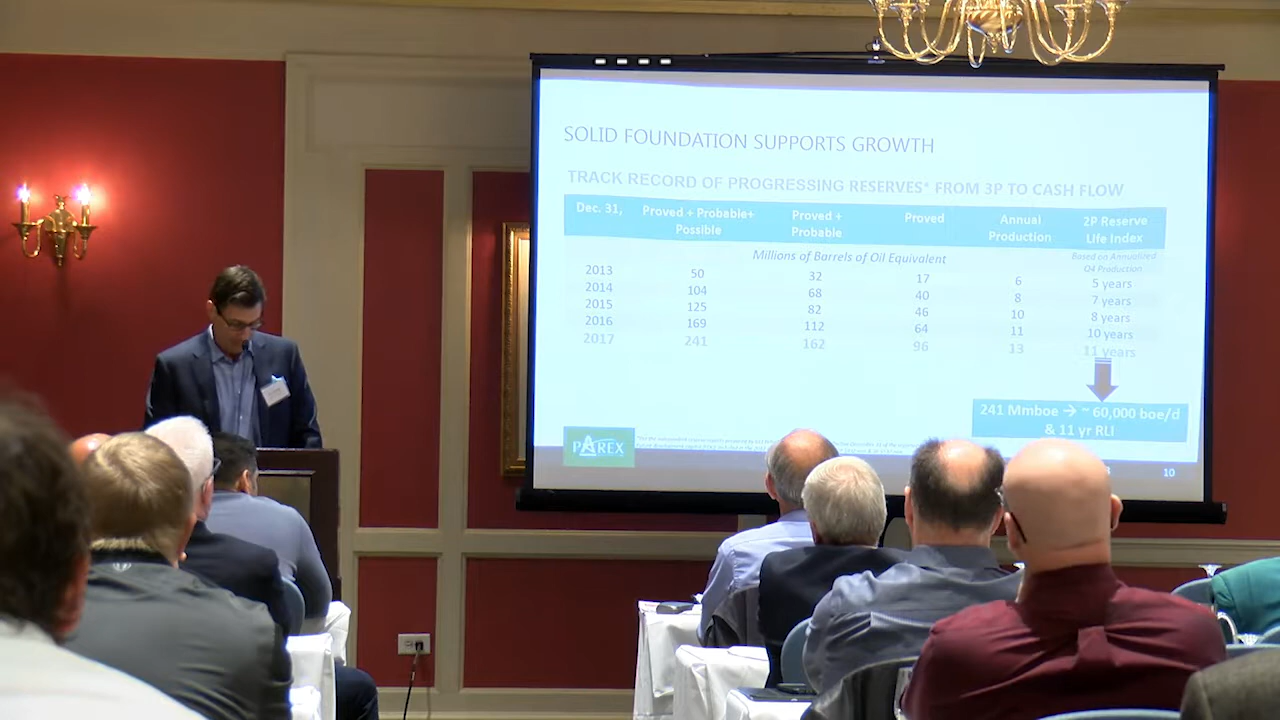 SOLID FOUNDATION SUPPORTS GROWTH
TRACK RECORD OF PROGRESSING RESERVES* FROM 3P TO CASH FLOW
Dec. 31, Proved + Probable+ Possible Proved + Probable Proved Annual Production 2P Reserve Life Index
Millions of Barrels of Oil Equivalent Based on Annualized Q4 Production
2013 50 32 17 6 5 years
2014 104 68 40 8 7 years
2015 125 82 46 10 8 years
2016 169 112 64 11 10 years
2017 241 162 96 13 11 years
241 Mmboe → ~ 60,000 boe/d
& 11 yr RLI
PAREX
10